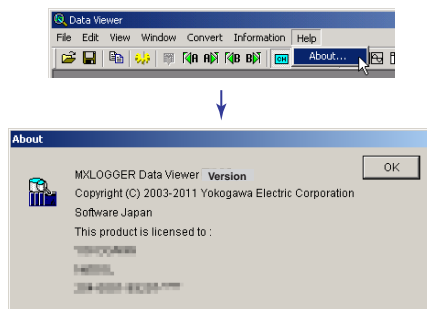 Data Viewer
File Edit View Window Convert Information Help
About...
About
MXLOGGER Data Viewer Version
OK
Copyright (C) 2003-2011 Yokogawa Electric Corporation
Software Japan
This product is licensed to :